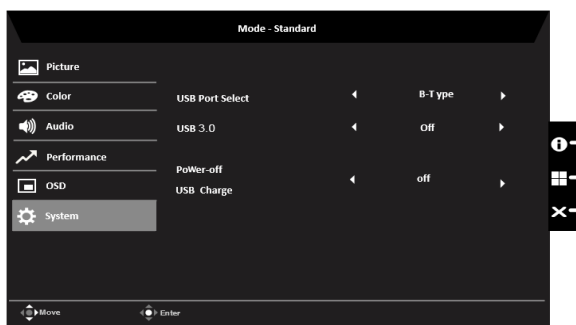 Mode - Standard
Picture
Color
Audio
Performance
OSD
System
USB Port Select B-Type
USB 3.0 Off
PoWer-off
USB Charge off
Move Enter